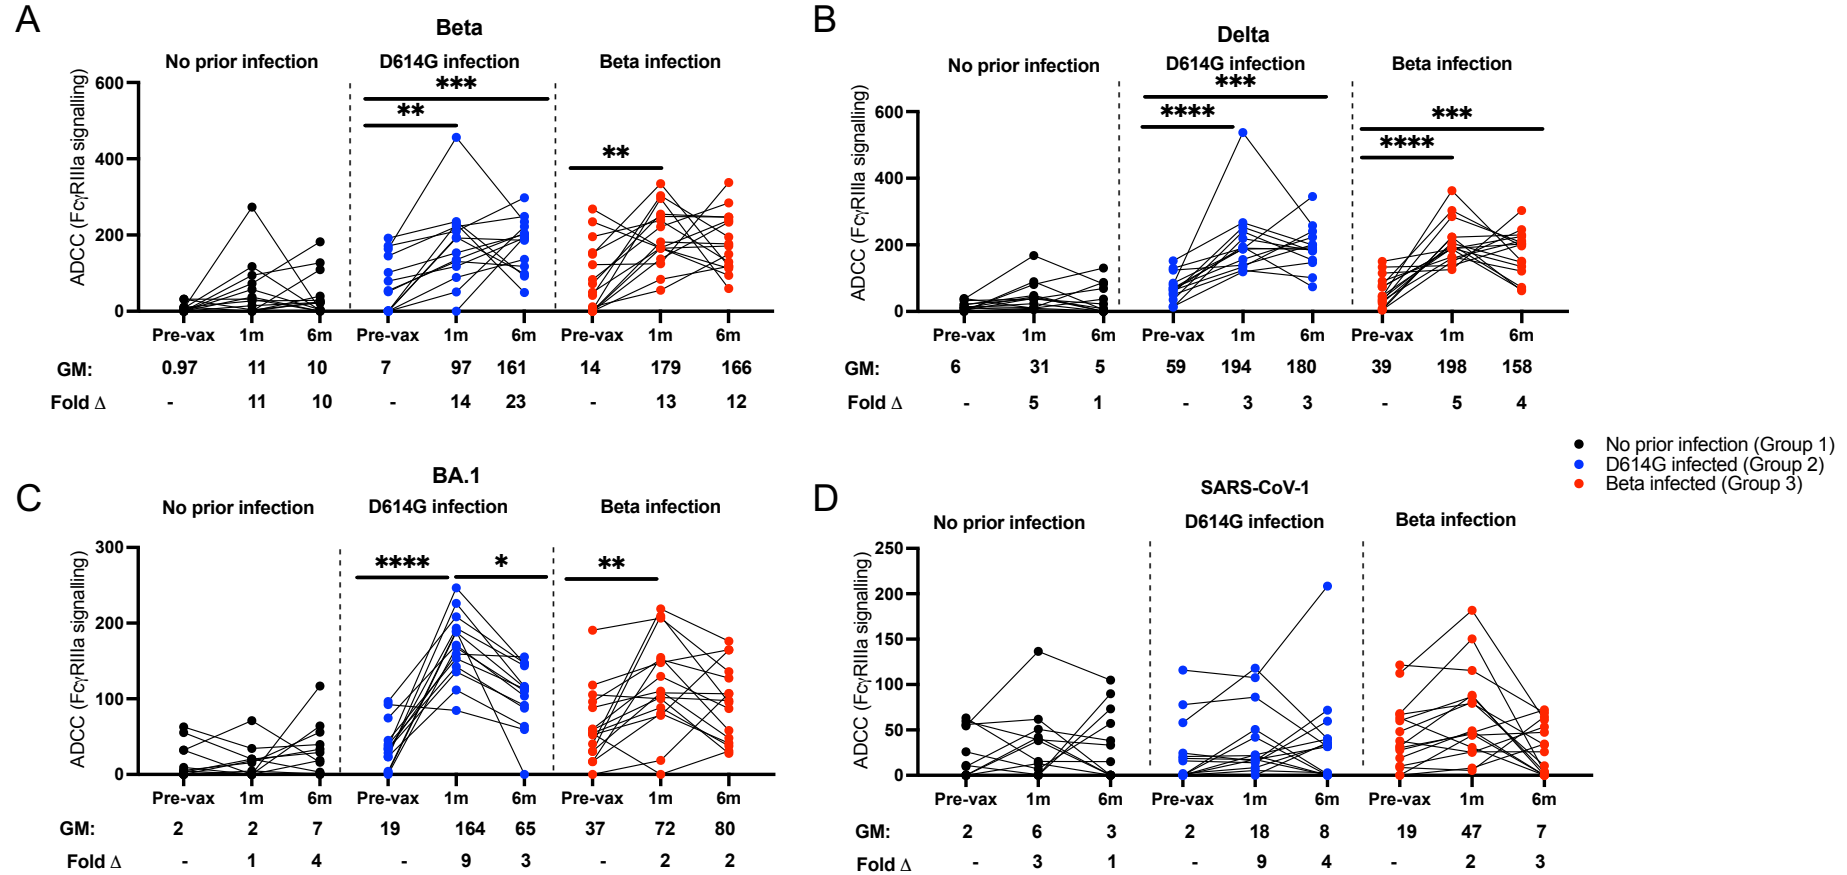 A
Beta
No prior infection D614G infection Beta infection
*** 
** 
** 
ADCC (FcγRIIIa signalling)
600
400
200
0
Pre-vax 1m 6m Pre-vax 1m 6m Pre-vax 1m 6m
GM: 0.97 11 10 7 97 161 14 179 166
Fold Δ - 11 10 - 14 23 - 13 12
B
Delta
No prior infection D614G infection Beta infection
***
**** 
***
****
ADCC (FcγRIIIa signalling)
600
400
200
0
Pre-vax 1m 6m Pre-vax 1m 6m Pre-vax 1m 6m
GM: 6 31 5 59 194 180 39 198 158
Fold Δ - 5 1 - 3 3 - 5 4
No prior infection (Group 1)
D614G infected (Group 2)
Beta infected (Group 3)
C
BA.1
No prior infection D614G infection Beta infection
**** * **
ADCC (FcγRIIIa signalling)
300
200
100
0
Pre-vax 1m 6m Pre-vax 1m 6m Pre-vax 1m 6m
GM: 2 2 7 19 164 65 37 72 80
Fold Δ - 1 4 - 9 3 - 2 2
D
SARS-CoV-1
No prior infection D614G infection Beta infection
ADCC (FcγRIIIa signalling)
250
200
150
100
50
0
Pre-vax 1m 6m Pre-vax 1m 6m Pre-vax 1m 6m
GM: 2 6 3 2 18 8 19 47 7
Fold Δ - 3 1 - 9 4 - 2 3